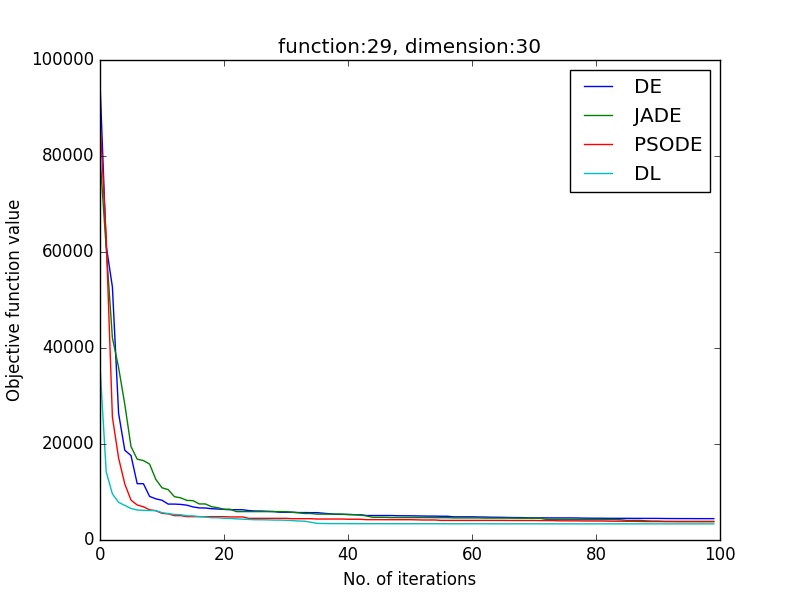 function:29, dimension:30
100000
80000
60000
40000
20000
0
Objective function value
DE
JADE
PSODE
DL
0 20 40 60 80 100
No. of iterations